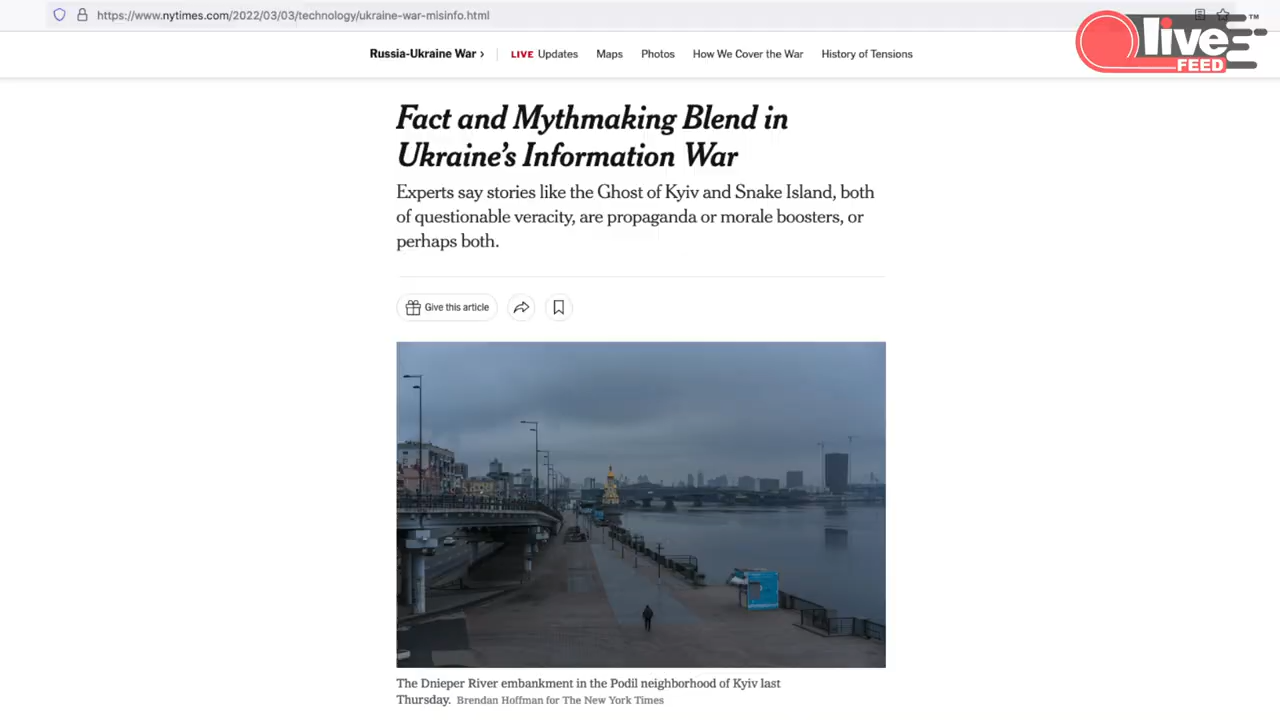 https://www.nytimes.com/2022/03/03/technology/ukraine-war-misinfo.html
live
FEED
TM
Russia-Ukraine War › LIVE Updates Maps Photos How We Cover the War History of Tensions
Fact and Mythmaking Blend in
Ukraine’s Information War
Experts say stories like the Ghost of Kyiv and Snake Island, both
of questionable veracity, are propaganda or morale boosters, or
perhaps both.
Give this article
The Dnieper River embankment in the Podil neighborhood of Kyiv last
Thursday. Brendan Hoffman for The New York Times